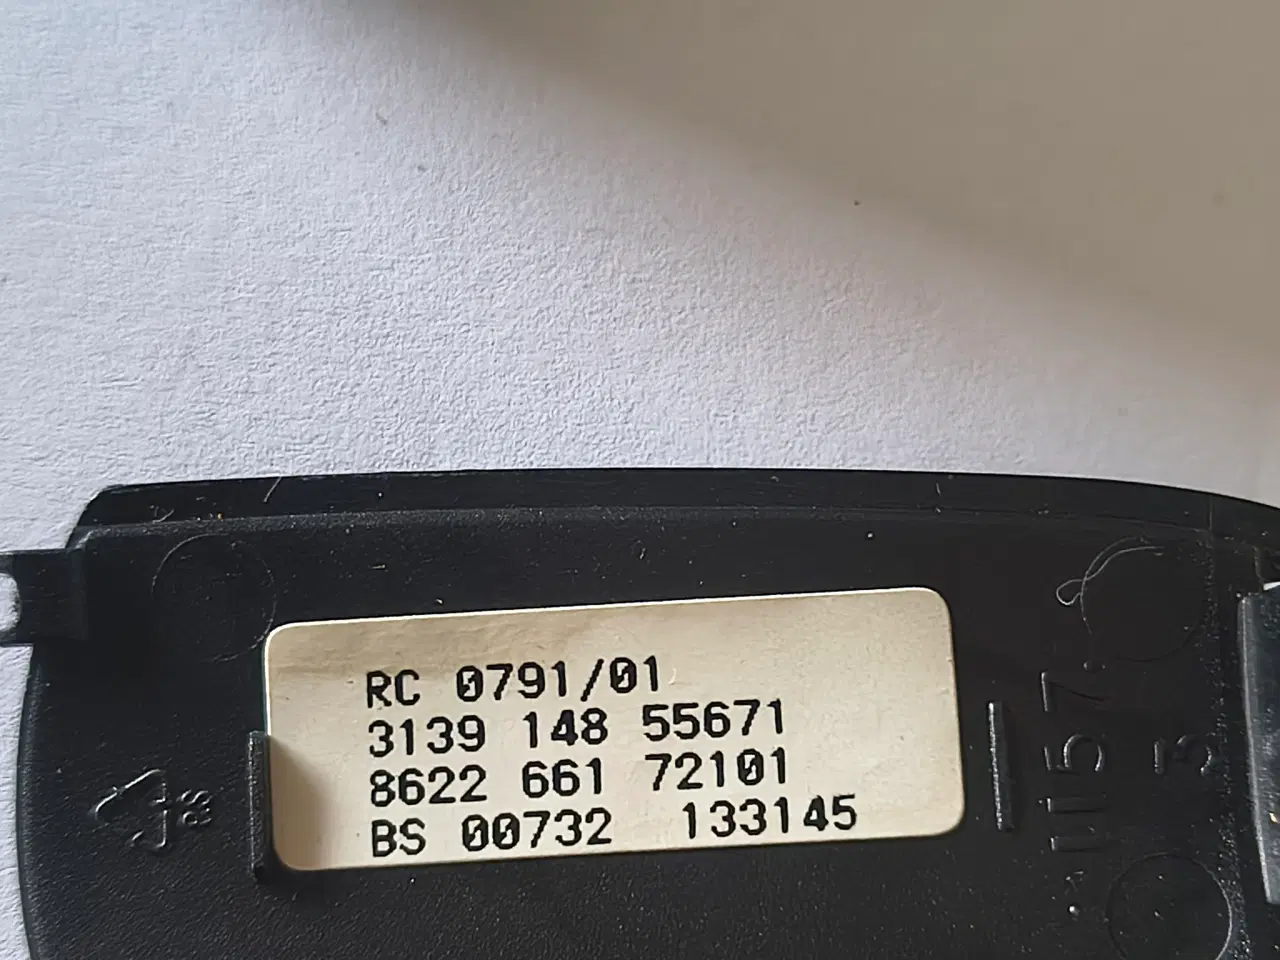 RC 0791/01
3139 148 55671
8622 661 72101
BS 00732 133145